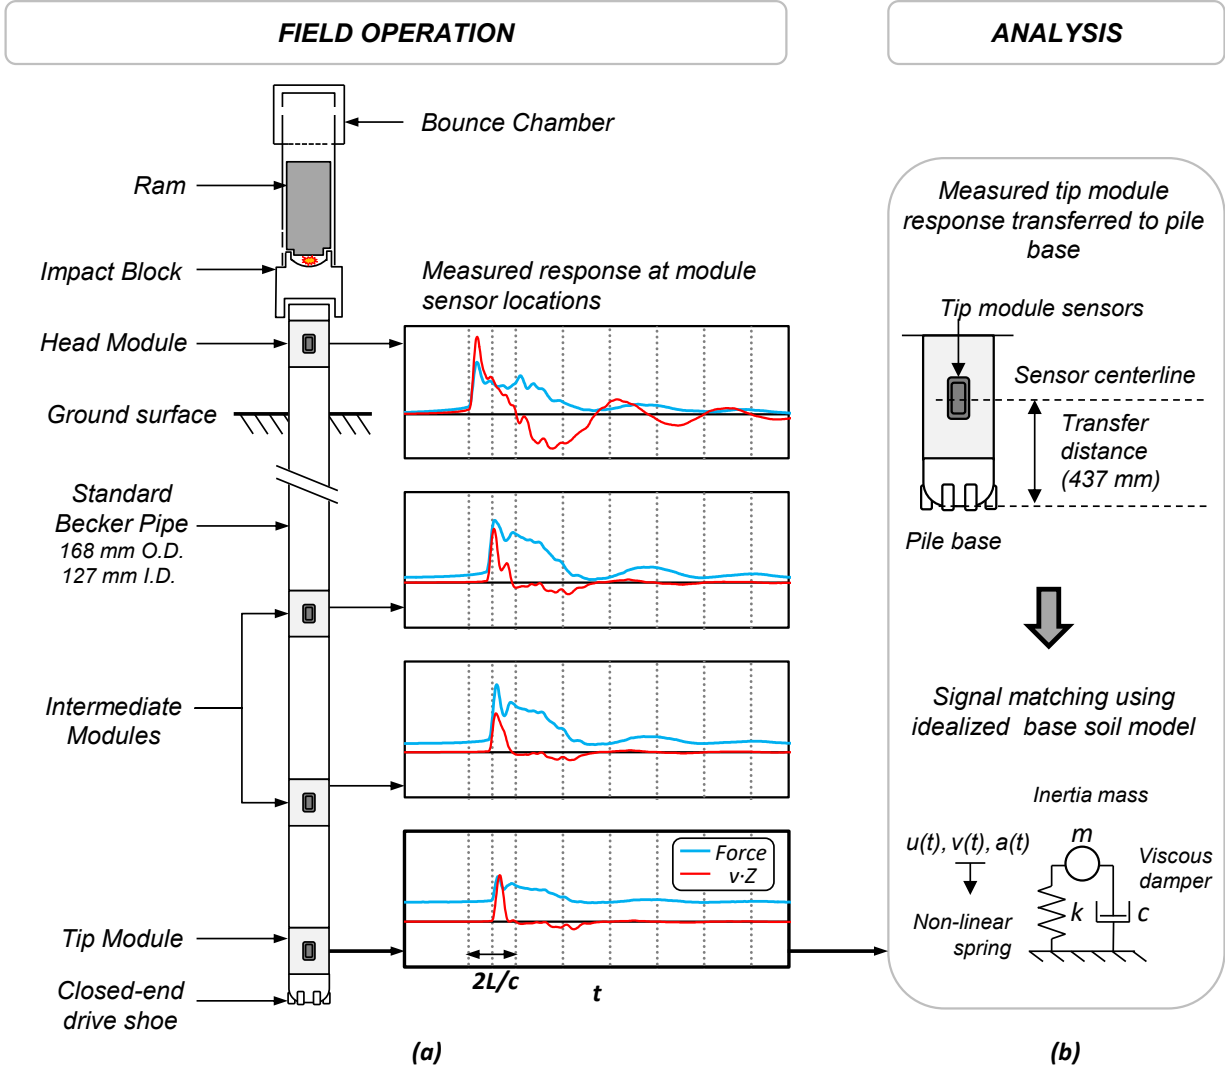 FIELD OPERATION
Bounce Chamber
Ram
Impact Block
Head Module
Ground surface
Standard
Becker Pipe
168 mm O.D.
127 mm I.D.
Intermediate
Modules
Tip Module
Closed-end
drive shoe
Measured response at module
sensor locations
Force
v·Z
2L/c
t
(a)
ANALYSIS
Measured tip module
response transferred to pile
base
Tip module sensors
Sensor centerline
Transfer
distance
(437 mm)
Pile base
Signal matching using
idealized base soil model
Inertia mass
u(t), v(t), a(t)
m
Viscous
damper
k
c
Non-linear
spring
(b)